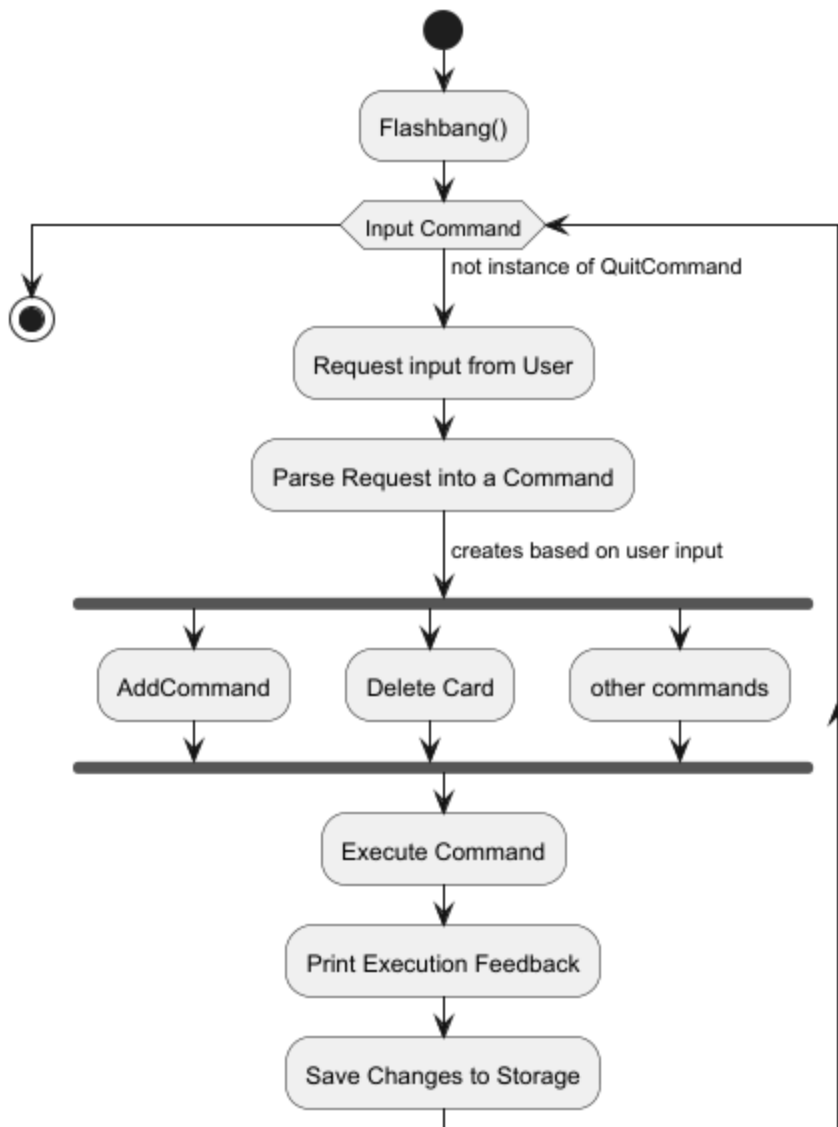 Flashbang()
Input Command
not instance of QuitCommand
Request input from User
Parse Request into a Command
creates based on user input
AddCommand
Delete Card
other commands
Execute Command
Print Execution Feedback
Save Changes to Storage